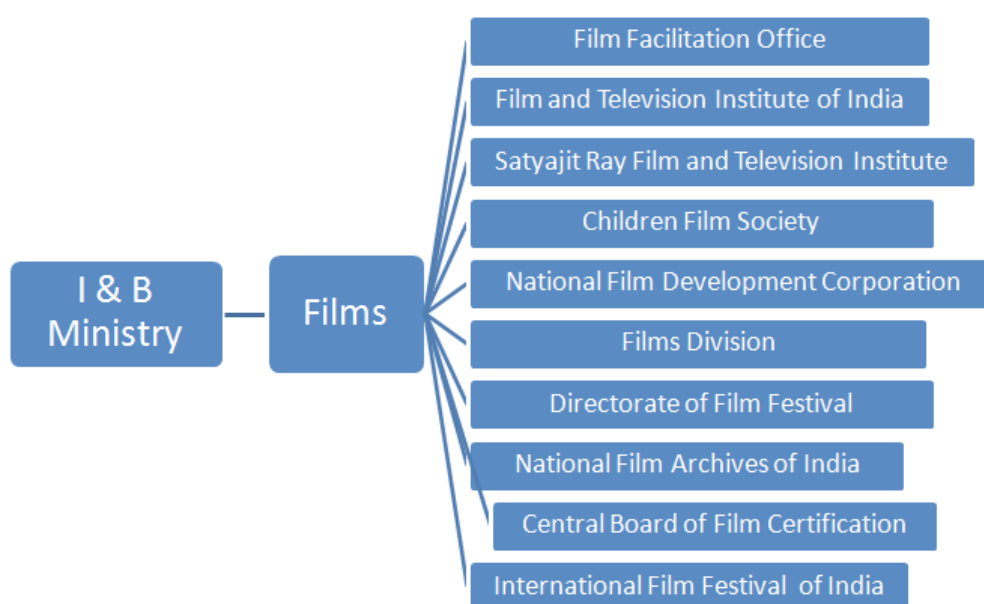 I & B
Ministry
Films
Film Facilitation Office
Film and Television Institute of India
Satyajit Ray Film and Television Institute
Children Film Society
National Film Development Corporation
Films Division
Directorate of Film Festival
National Film Archives of India
Central Board of Film Certification
International Film Festival of India